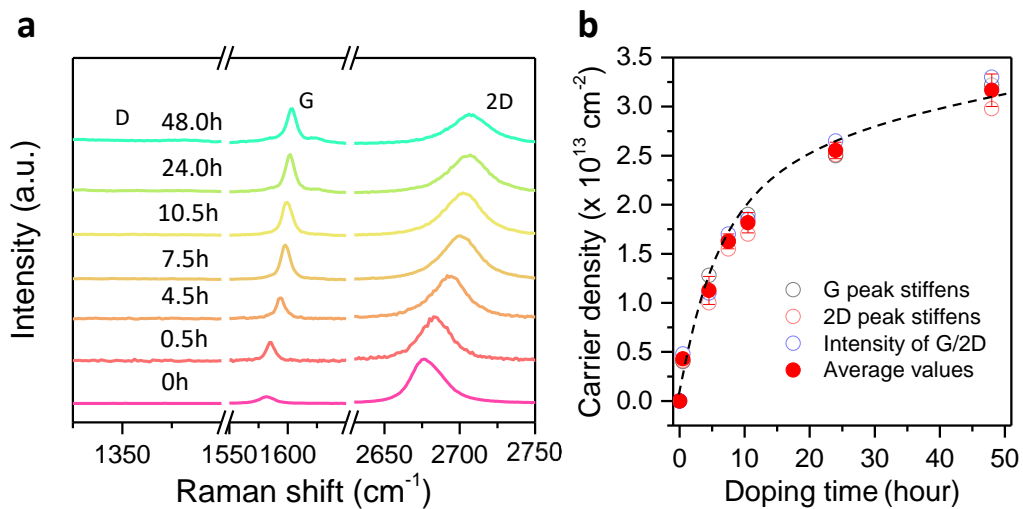 a
D
G
2D
48.0h
24.0h
10.5h
7.5h
4.5h
0.5h
0h
Intensity (a.u.)
1350
1550
1600
2650
2700
2750
Raman shift (cm⁻¹)
b
3.5
3.0
2.5
2.0
1.5
1.0
0.5
0.0
Carrier density (x 10¹³ cm⁻²)
G peak stiffens
2D peak stiffens
Intensity of G/2D
Average values
0
10
20
30
40
50
Doping time (hour)